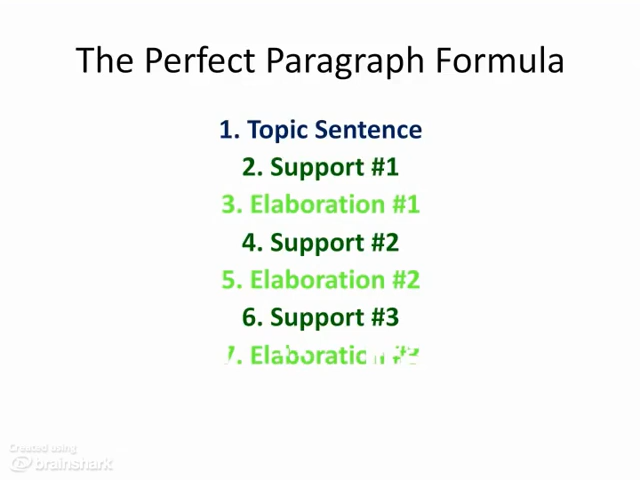 The Perfect Paragraph Formula
1. Topic Sentence
2. Support #1
3. Elaboration #1
4. Support #2
5. Elaboration #2
6. Support #3
7. Elaboration #3
Created using
brainshark